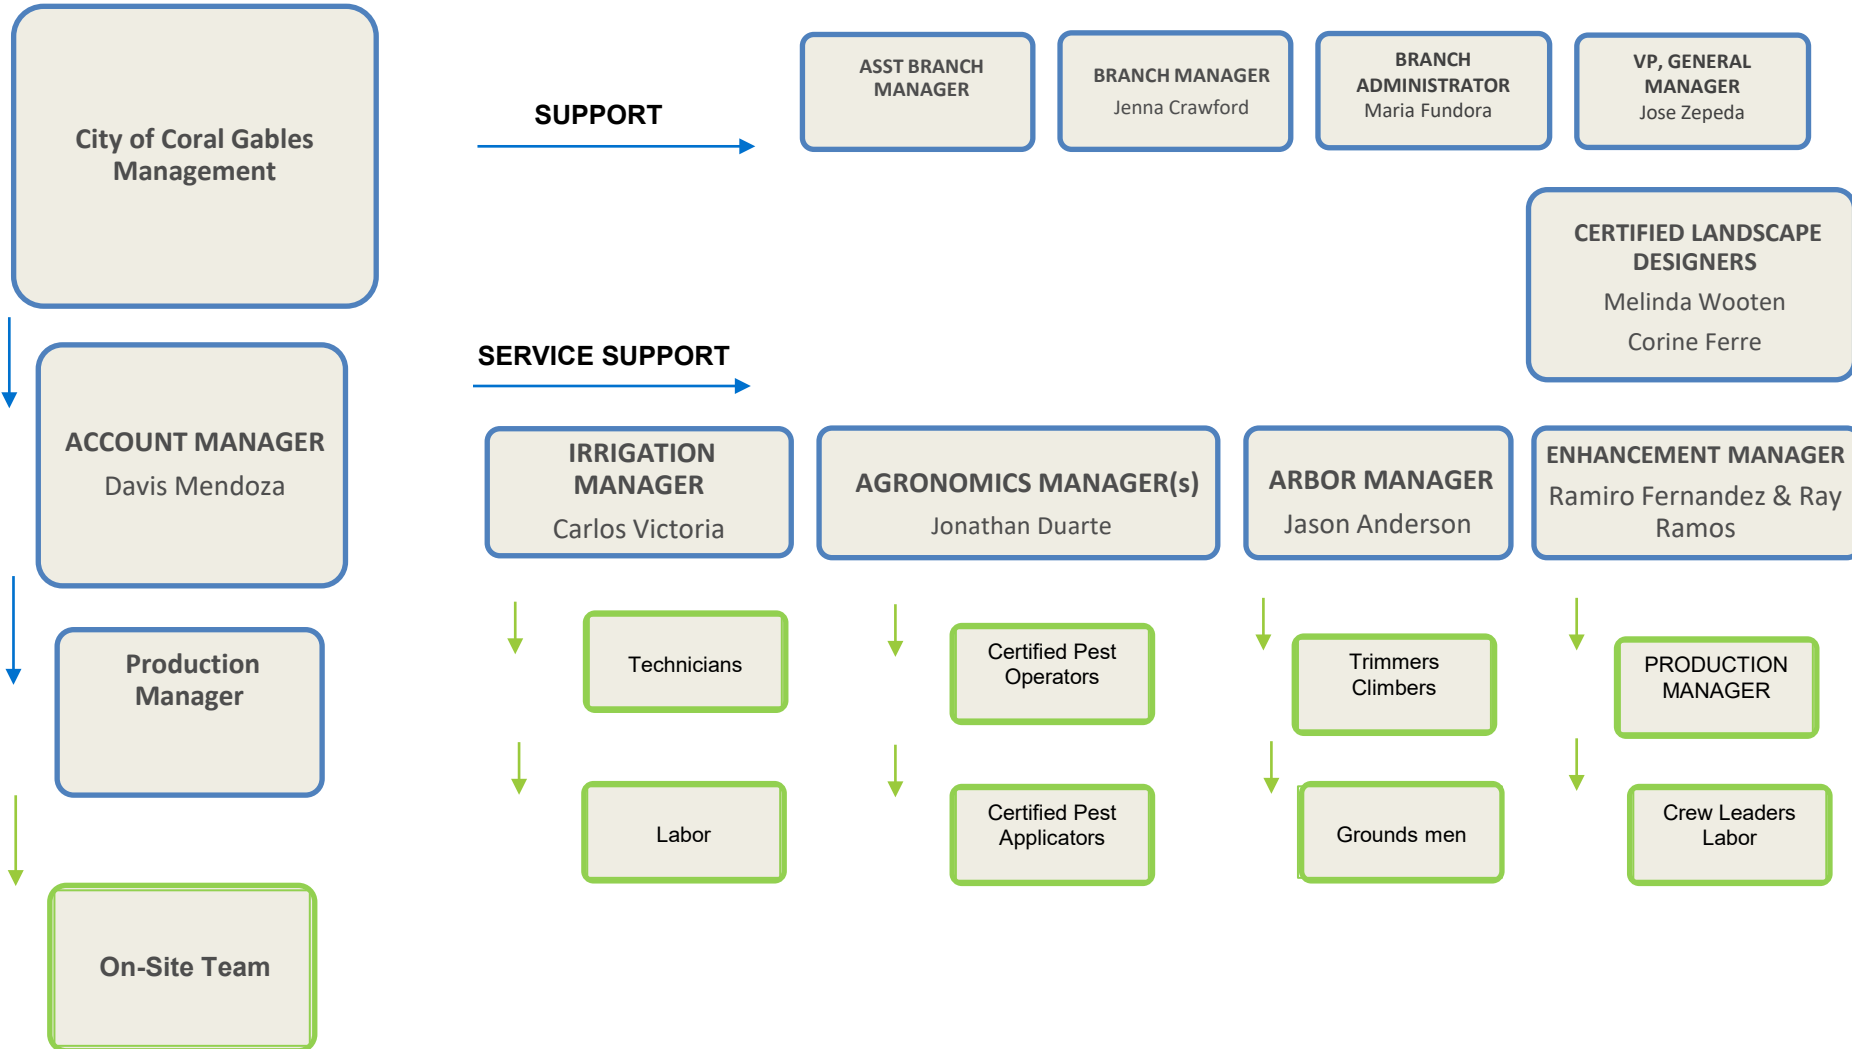 City of Coral Gables
Management
SUPPORT
ASST BRANCH
MANAGER
BRANCH MANAGER
Jenna Crawford
BRANCH
ADMINISTRATOR
Maria Fundora
VP, GENERAL
MANAGER
Jose Zepeda
CERTIFIED LANDSCAPE
DESIGNERS
Melinda Wooten
Corine Ferre
SERVICE SUPPORT
ACCOUNT MANAGER
Davis Mendoza
IRRIGATION
MANAGER
Carlos Victoria
AGRONOMICS MANAGER(s)
Jonathan Duarte
ARBOR MANAGER
Jason Anderson
ENHANCEMENT MANAGER
Ramiro Fernandez & Ray
Ramos
Production
Manager
Technicians
Certified Pest
Operators
Trimmers
Climbers
PRODUCTION
MANAGER
Labor
Certified Pest
Applicators
Grounds men
Crew Leaders
Labor
On-Site Team